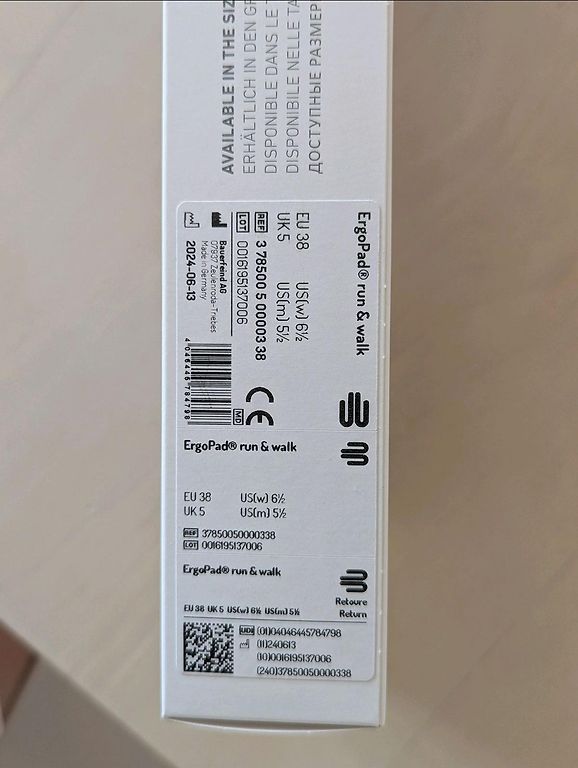 AVAILABLE IN THE SIZ
ERHÄLTLICH IN DEN GR
DISPONIBLE DANS LE T
DISPONIBILE NELLE TA
ДОСТУПНЫЕ РАЗМЕР
ErgoPad® run & walk
EU 38 US(w) 6½
UK 5 US(m) 5½
REF 3 78500 5 0000338
LOT 0016195137006
Bauerfeind AG
07937 Zeulenroda-Triebes
Made in Germany
2024-06-13
4 046445 784798
CE
MD
ErgoPad® run & walk
EU 38 US(w) 6½
UK 5 US(m) 5½
REF 37850050000338
LOT 0016195137006
ErgoPad® run & walk
Retoure
Return
EU 38 UK 5 US(w) 6½ US(m) 5½
UDI (01)04046445784798
(11)240613
(10)0016195137006
(240)37850050000338